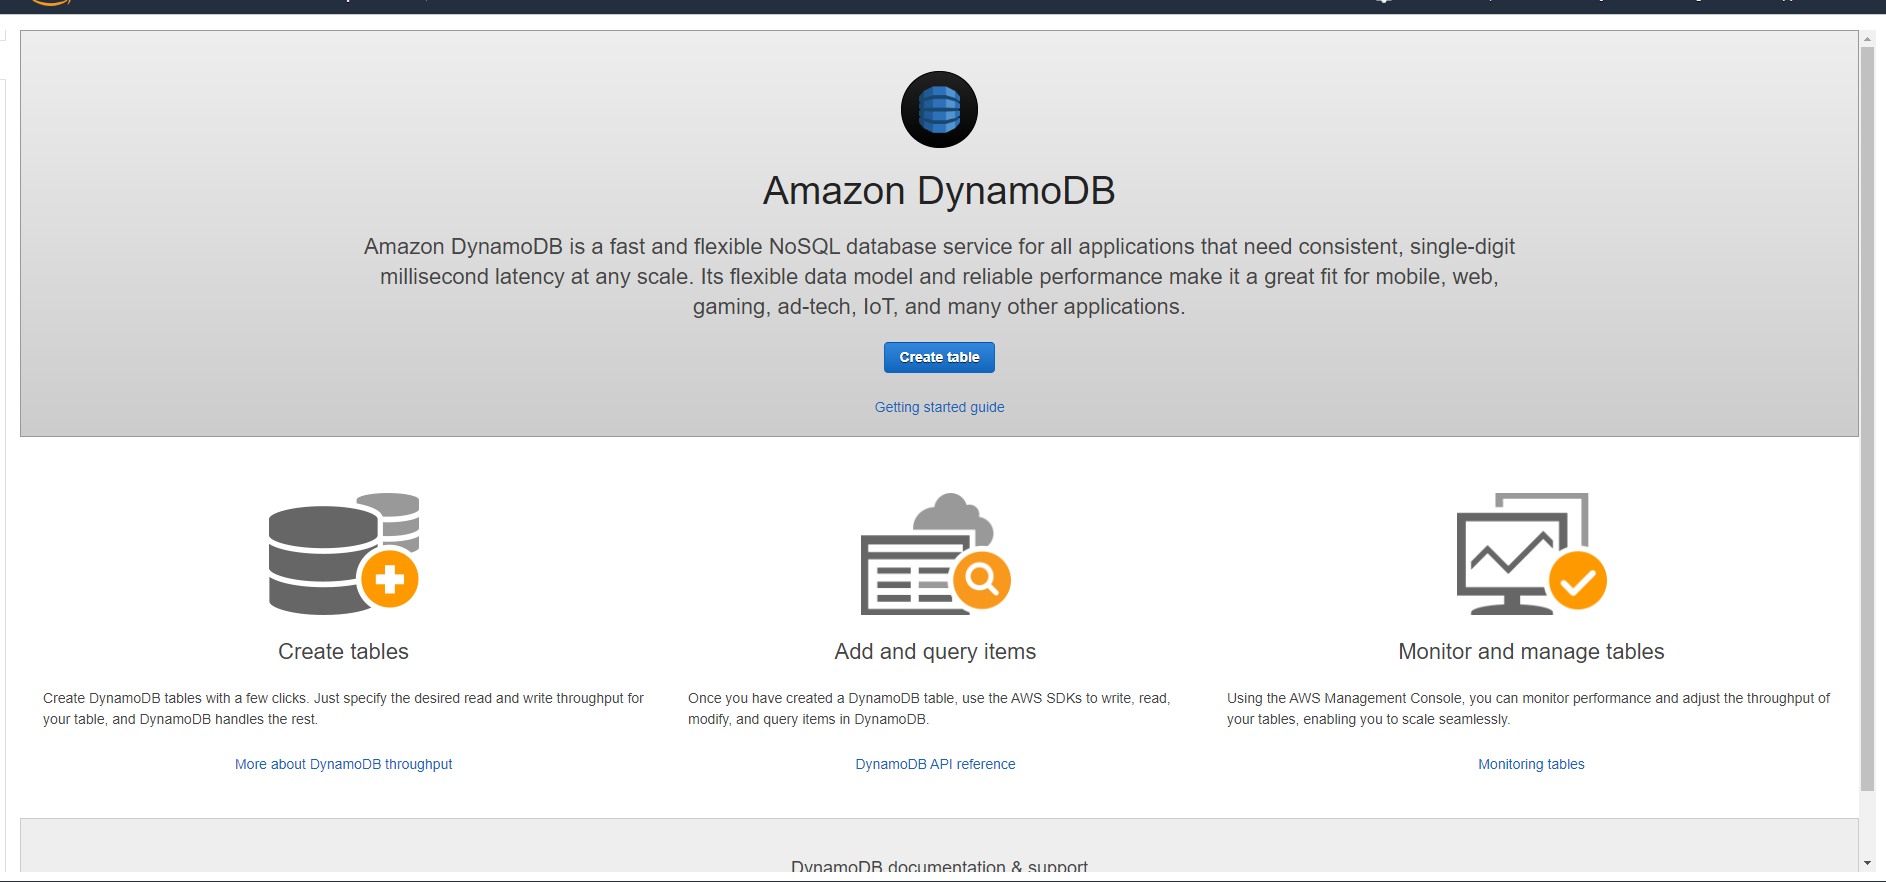 Amazon DynamoDB
Amazon DynamoDB is a fast and flexible NoSQL database service for all applications that need consistent, single-digit
millisecond latency at any scale. Its flexible data model and reliable performance make it a great fit for mobile, web,
gaming, ad-tech, IoT, and many other applications.
Create table
Getting started guide
Create tables
Create DynamoDB tables with a few clicks. Just specify the desired read and write throughput for
your table, and DynamoDB handles the rest.
More about DynamoDB throughput
Add and query items
Once you have created a DynamoDB table, use the AWS SDKs to write, read,
modify, and query items in DynamoDB.
DynamoDB API reference
Monitor and manage tables
Using the AWS Management Console, you can monitor performance and adjust the throughput of
your tables, enabling you to scale seamlessly.
Monitoring tables
DynamoDB documentation & support